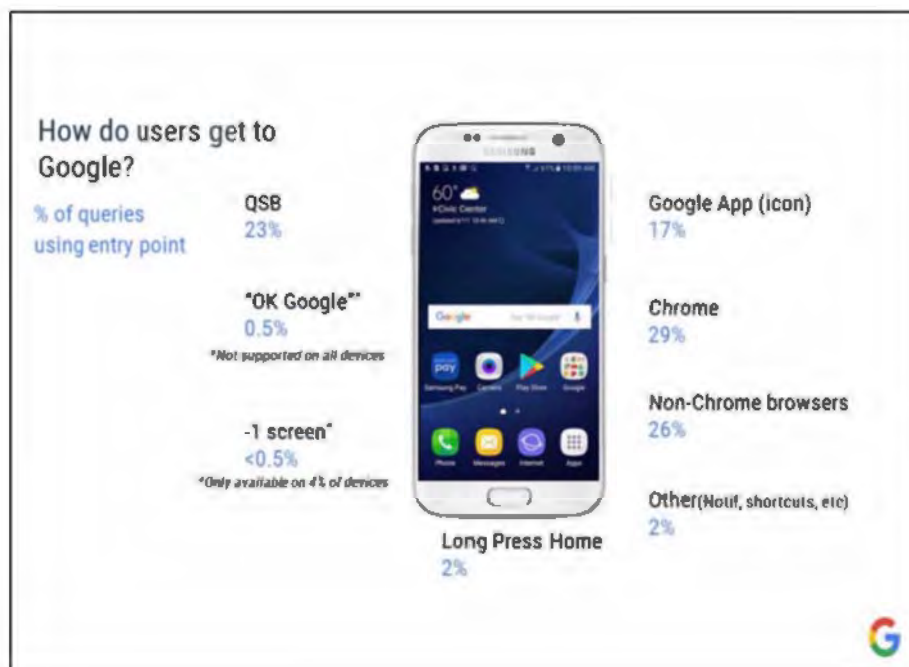 How do users get to
Google?
% of queries
using entry point
QSB
23%
"OK Google"*
0.5%
*Not supported on all devices
-1 screen*
<0.5%
*Only available on 4% of devices
SAMSUNG
60°
Civic Center
Google
Samsung Pay
Camera
Play Store
Google
Phone
Messages
Internet
Apps
Long Press Home
2%
Google App (icon)
17%
Chrome
29%
Non-Chrome browsers
26%
Other(Notif, shortcuts, etc)
2%